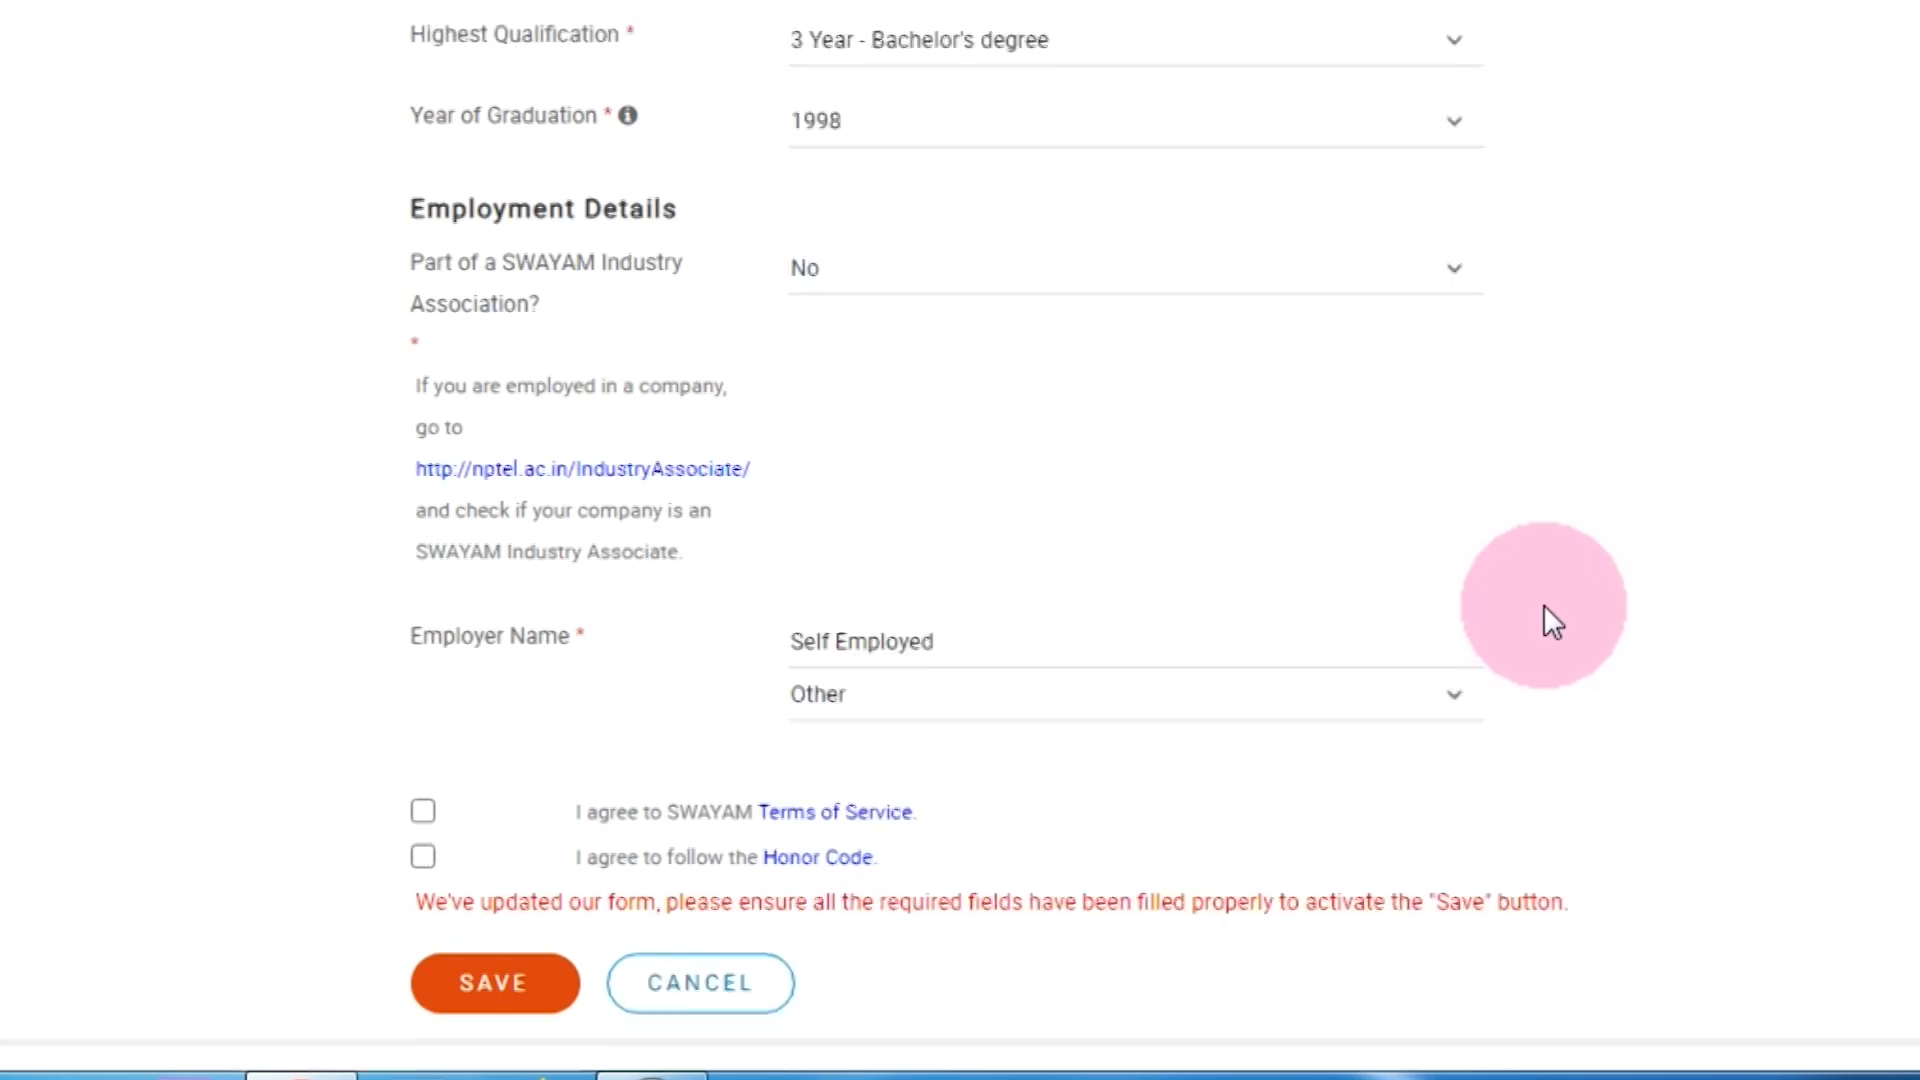 Highest Qualification *
3 Year - Bachelor's degree
Year of Graduation *
1998
Employment Details
Part of a SWAYAM Industry
Association?
*
No
If you are employed in a company,
go to
http://nptel.ac.in/IndustryAssociate/
and check if your company is an
SWAYAM Industry Associate.
Employer Name *
Self Employed
Other
I agree to SWAYAM Terms of Service.
I agree to follow the Honor Code.
We've updated our form, please ensure all the required fields have been filled properly to activate the "Save" button.
SAVE
CANCEL